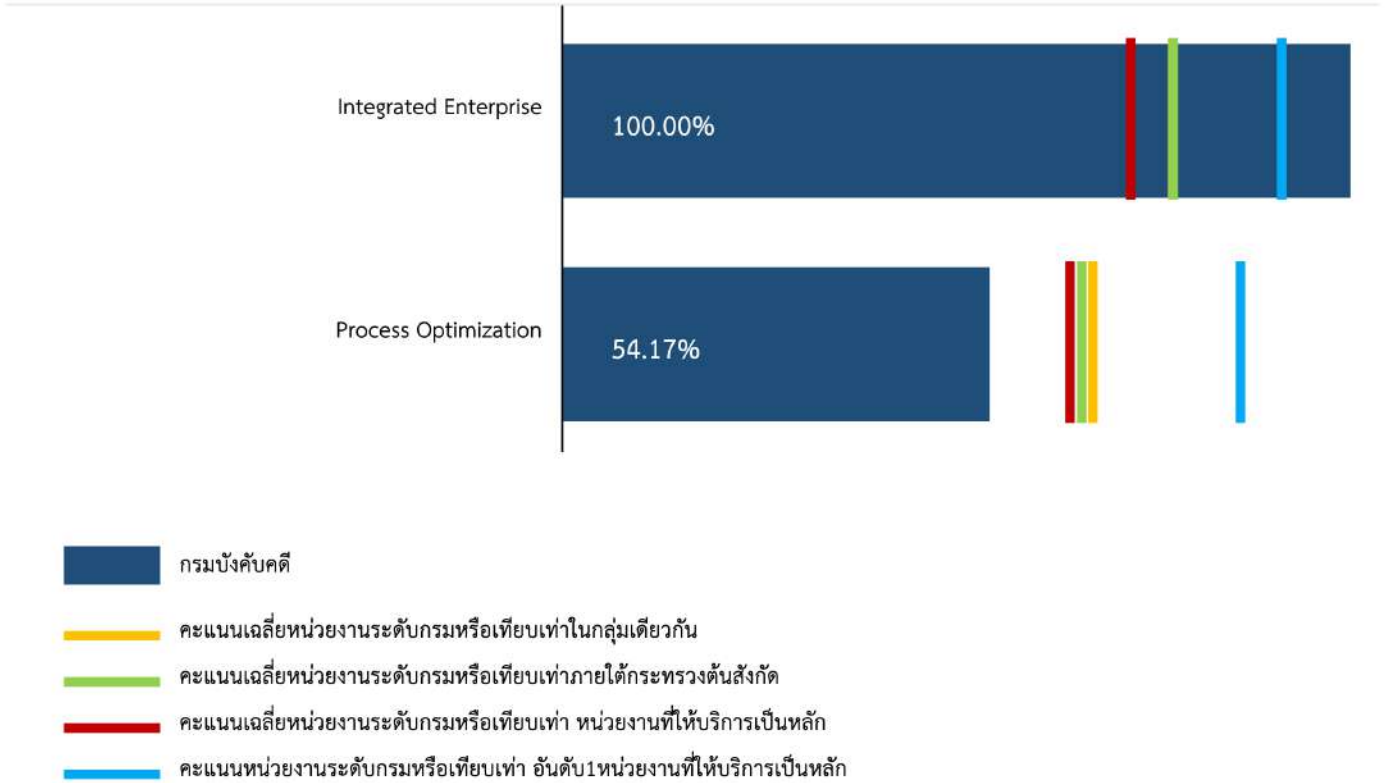 Integrated Enterprise
100.00%
Process Optimization
54.17%
กรมบังคับคดี
คะแนนเฉลี่ยหน่วยงานระดับกรมหรือเทียบเท่าในกลุ่มเดียวกัน
คะแนนเฉลี่ยหน่วยงานระดับกรมหรือเทียบเท่าภายใต้กระทรวงต้นสังกัด
คะแนนเฉลี่ยหน่วยงานระดับกรมหรือเทียบเท่า หน่วยงานที่ให้บริการเป็นหลัก
คะแนนหน่วยงานระดับกรมหรือเทียบเท่า อันดับ1หน่วยงานที่ให้บริการเป็นหลัก